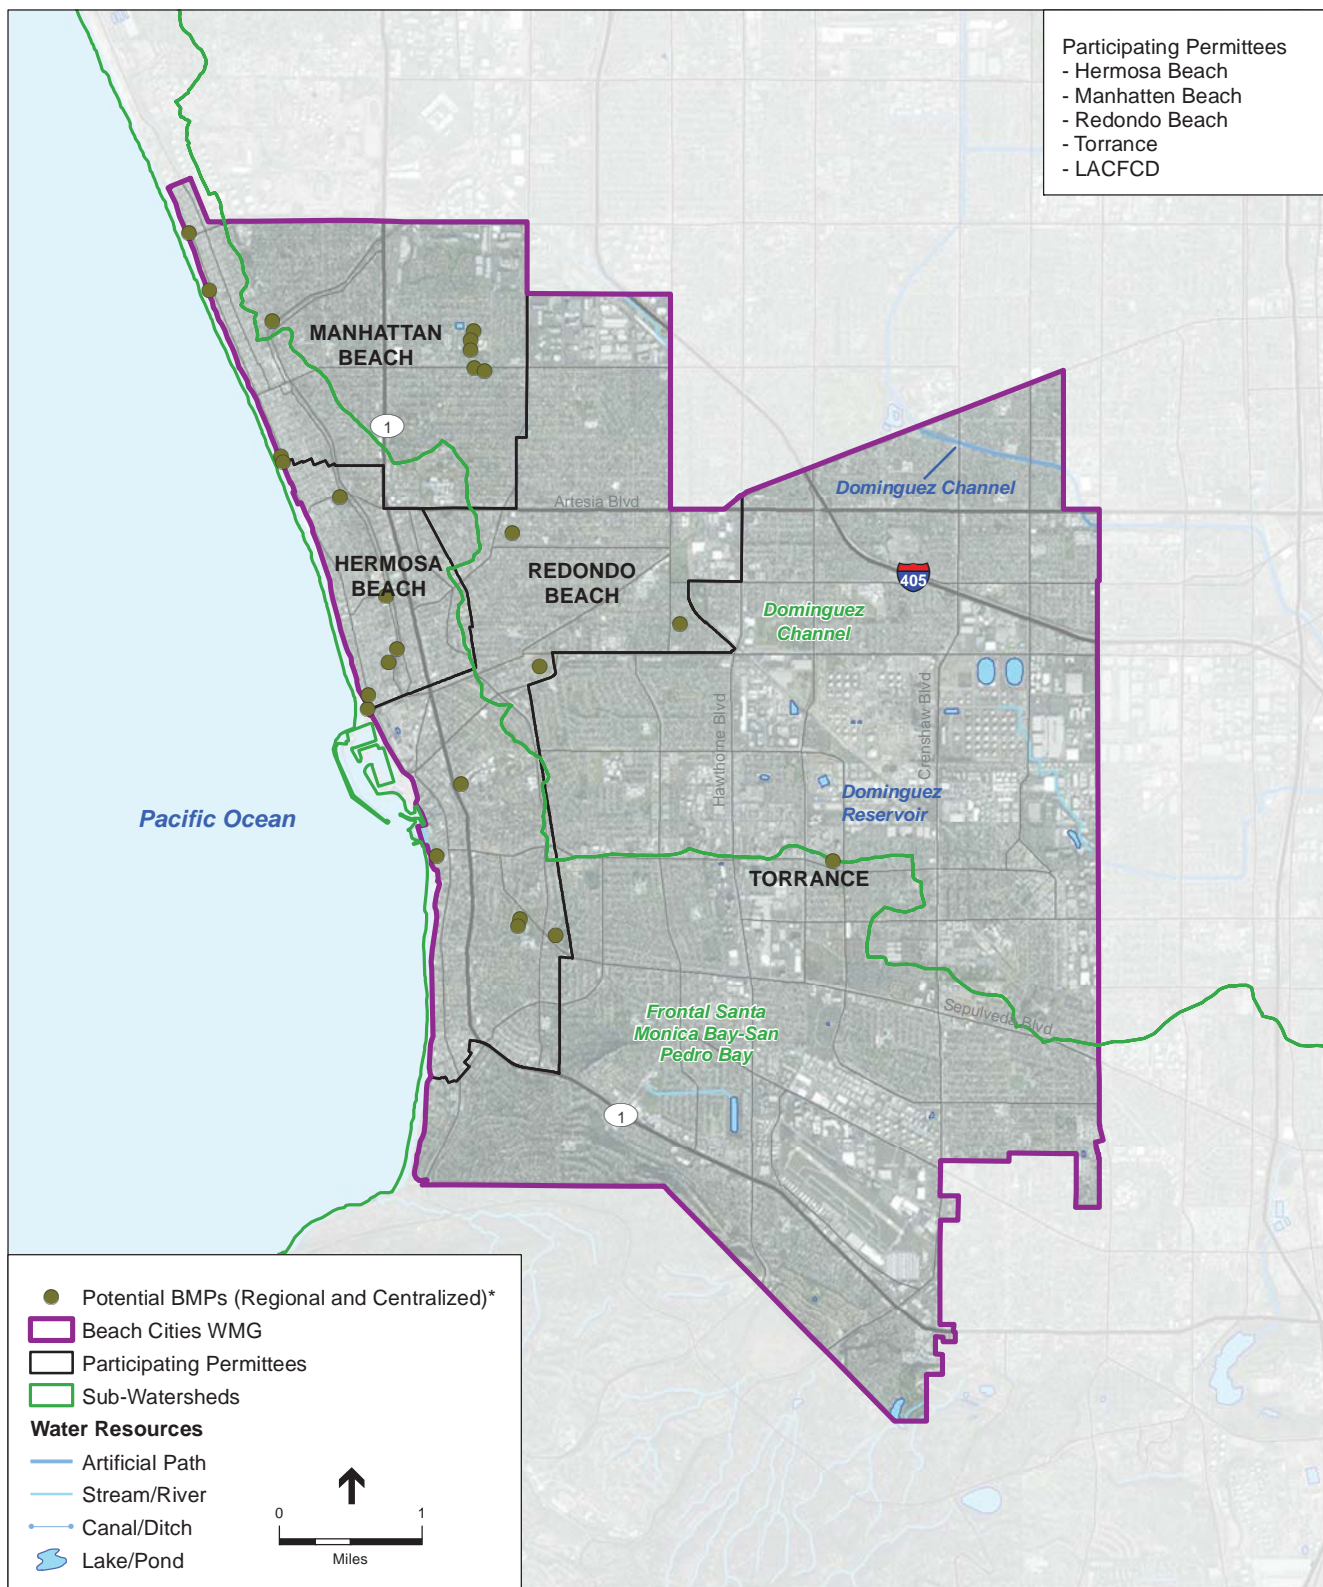 Participating Permittees
- Hermosa Beach
- Manhatten Beach
- Redondo Beach
- Torrance
- LACFCD
MANHATTAN
BEACH
1
Dominguez Channel
Artesia Blvd
HERMOSA
BEACH
REDONDO
BEACH
405
Dominguez
Channel
Hawthorne Blvd
Crenshaw Blvd
Pacific Ocean
Dominguez
Reservoir
TORRANCE
Frontal Santa
Monica Bay-San
Pedro Bay
Sepulveda Blvd
1
Potential BMPs (Regional and Centralized)*
Beach Cities WMG
Participating Permittees
Sub-Watersheds
Water Resources
Artificial Path
Stream/River
Canal/Ditch
Lake/Pond
0 1
Miles